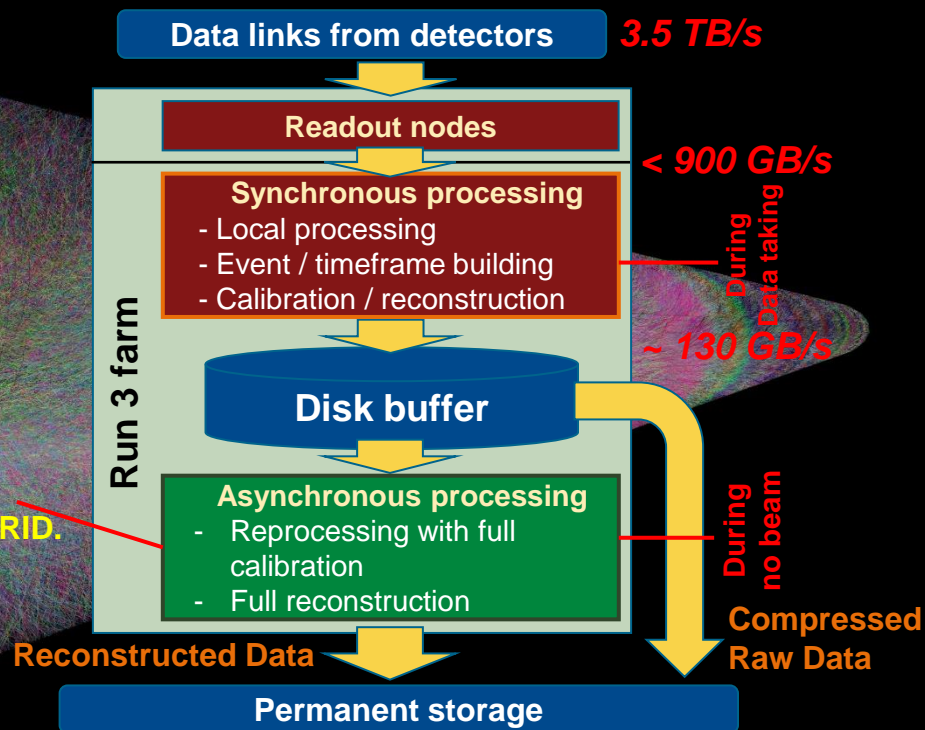 Data links from detectors
3.5 TB/s
Readout nodes
< 900 GB/s
Synchronous processing
- Local processing
- Event / timeframe building
- Calibration / reconstruction
During
Data taking
~ 130 GB/s
Run 3 farm
Disk buffer
Asynchronous processing
- Reprocessing with full
calibration
- Full reconstruction
RID.
During
no beam
Compressed
Raw Data
Reconstructed Data
Permanent storage